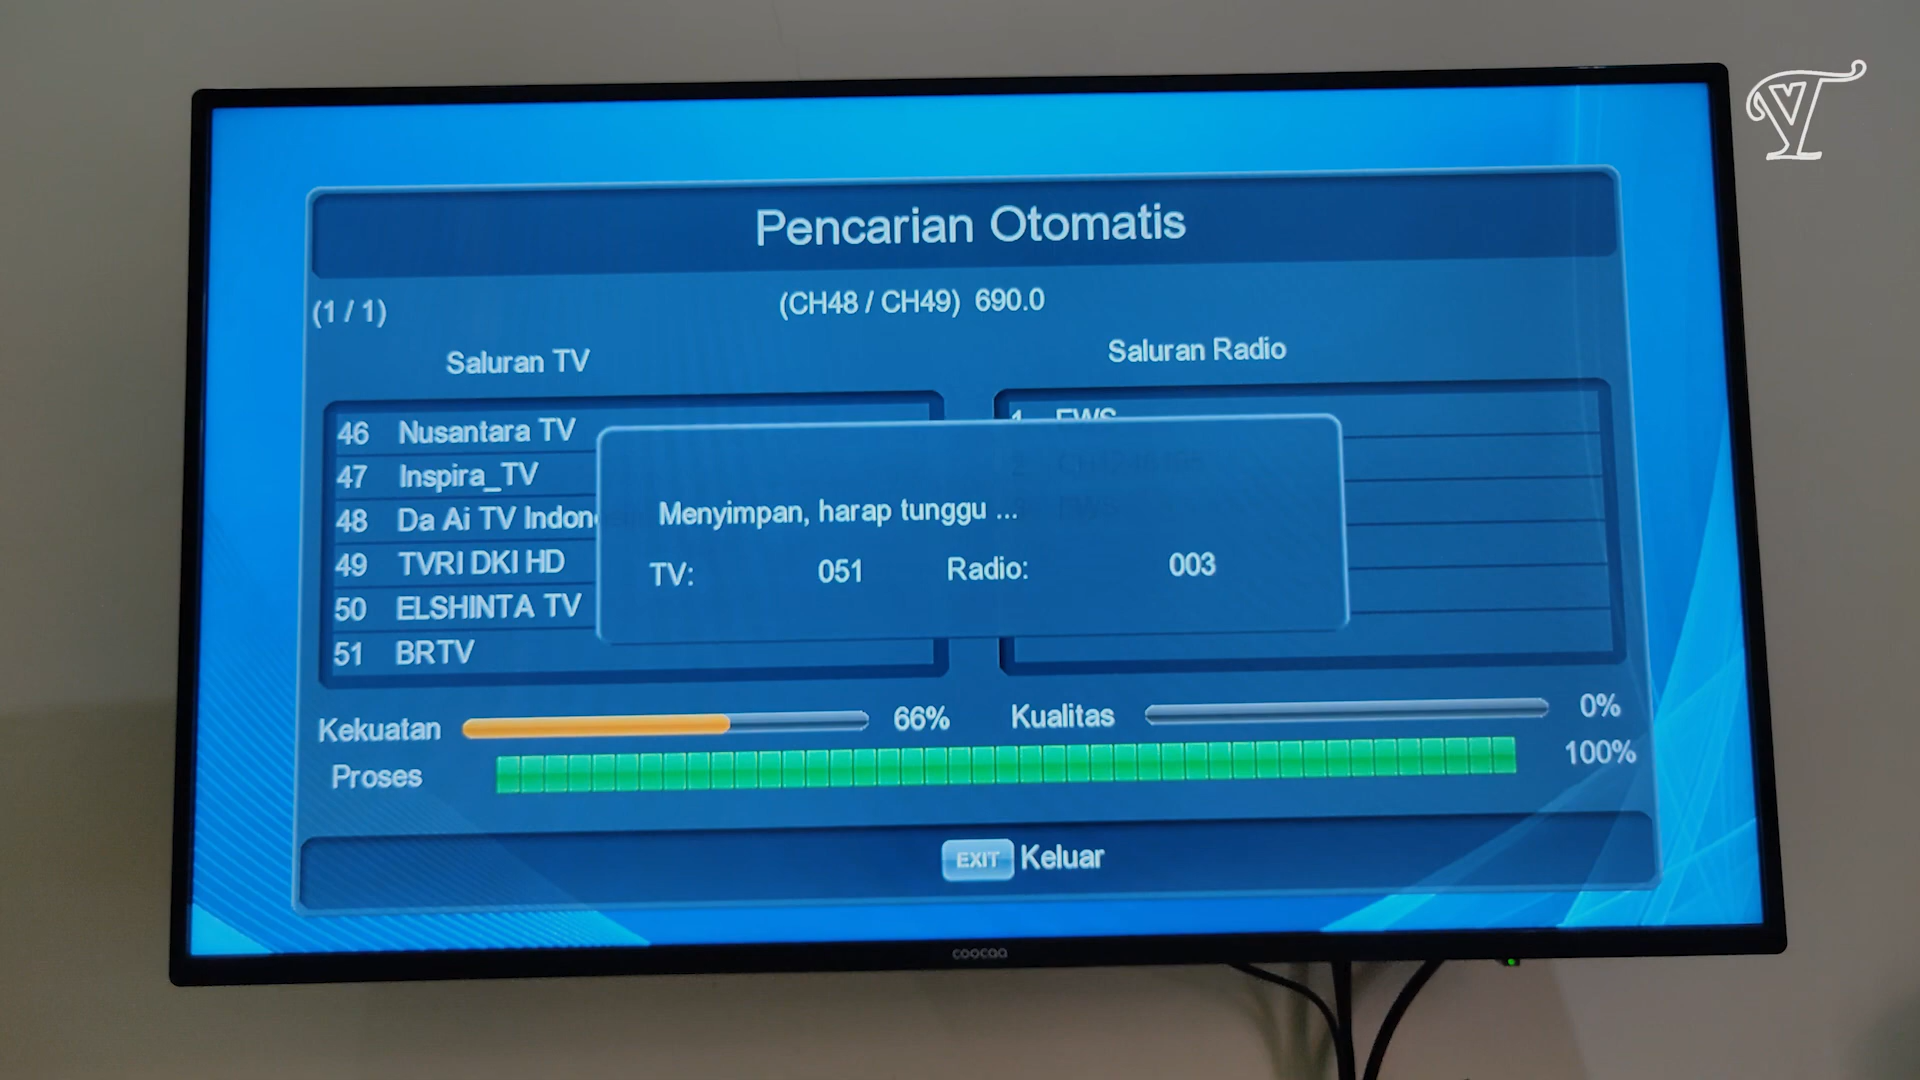 Pencarian Otomatis
(1 / 1)
(CH48 / CH49) 690.0
Saluran TV
Saluran Radio
46 Nusantara TV
47 Inspira_TV
48 Da Ai TV Indon
49 TVRI DKI HD
50 ELSHINTA TV
51 BRTV
1 EWS
Menyimpan, harap tunggu ...
TV: 051 Radio: 003
Kekuatan 66%
Kualitas 0%
Proses 100%
EXIT Keluar
coocaa